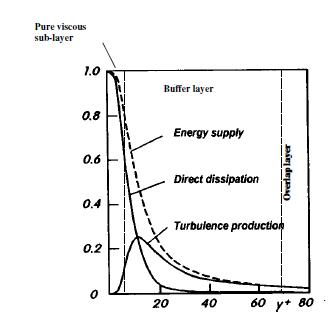 Pure viscous
sub-layer
1.0
Buffer layer
0.8
Energy supply
0.6
Direct dissipation
Overlap layer
0.4
Turbulence production
0.2
0
20
40
60
y+
80